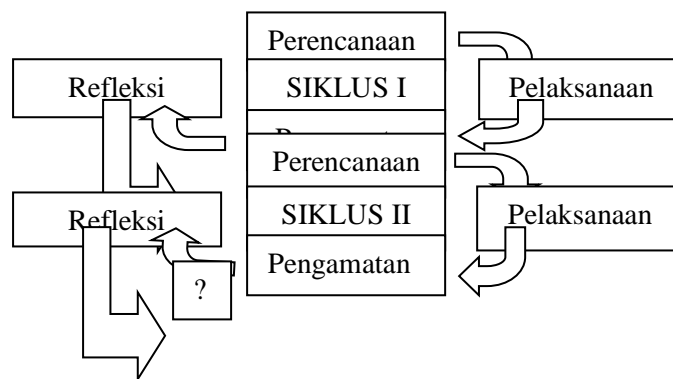 Perencanaan
Refleksi
SIKLUS I
Pelaksanaan
Perencanaan
Refleksi
SIKLUS II
Pelaksanaan
Pengamatan
?